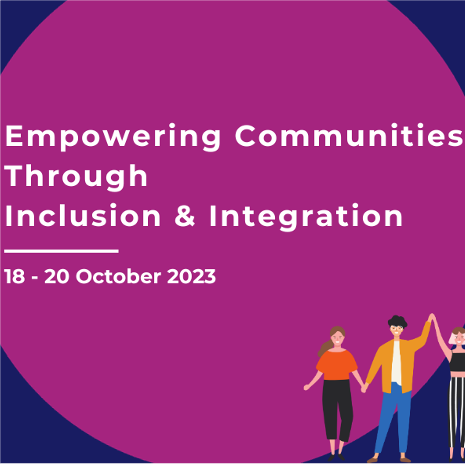 Empowering Communities
Through
Inclusion & Integration
18 - 20 October 2023